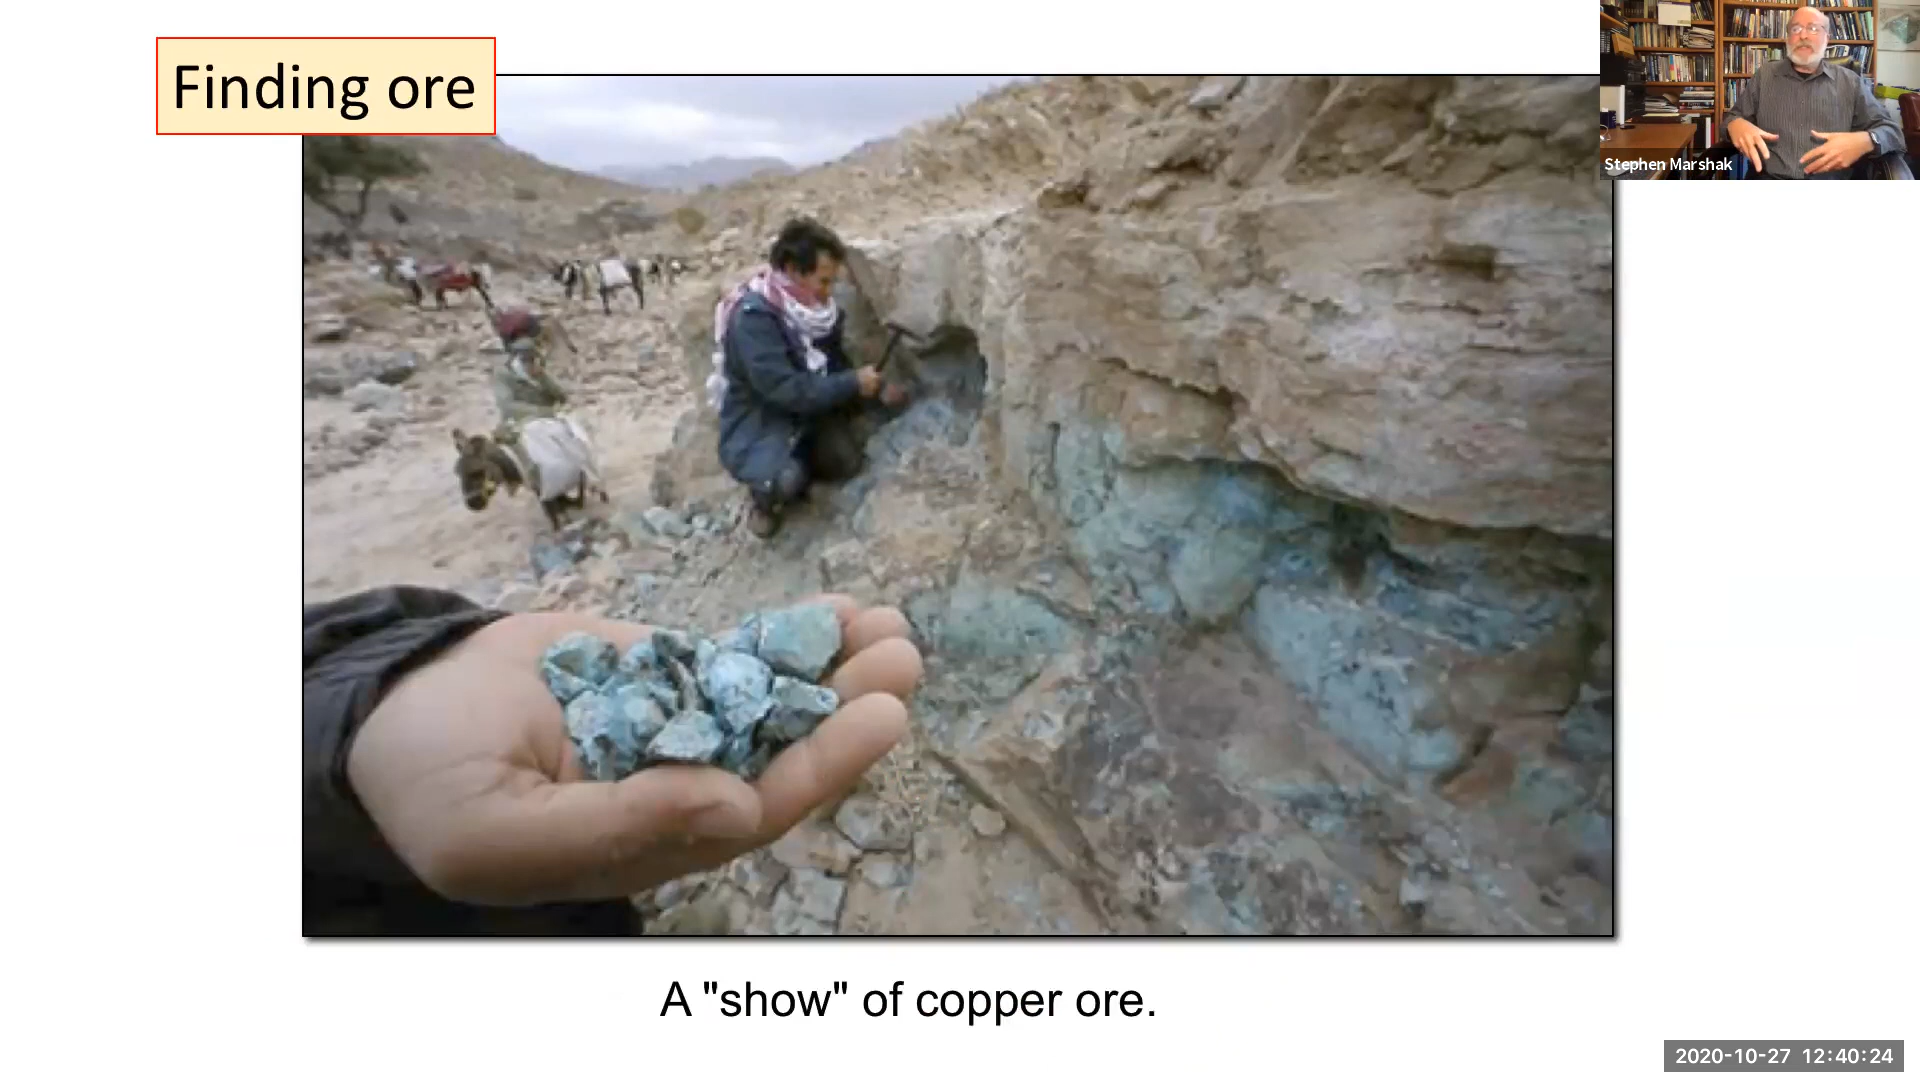 Finding ore
Stephen Marshak
A "show" of copper ore.
2020-10-27 12:40:24